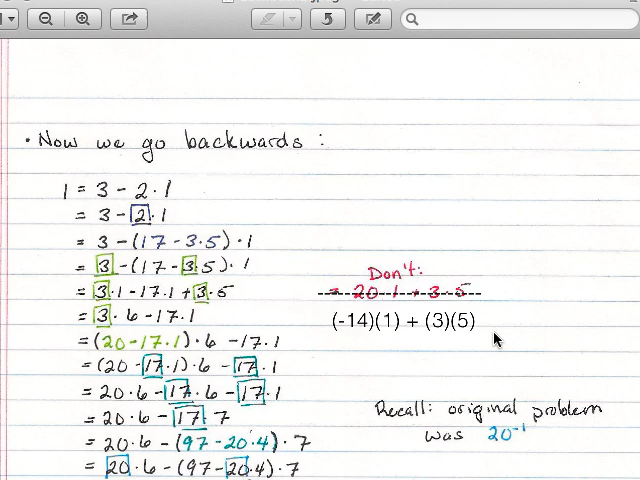 • Now we go backwards :
1 = 3 - 2 · 1
= 3 - 2 · 1
= 3 - (17 - 3 · 5) · 1
= 3 - (17 - 3 · 5) · 1
= 3 · 1 - 17 · 1 + 3 · 5
= 3 · 6 - 17 · 1
= (20 - 17 · 1) · 6 - 17 · 1
= (20 - 17 · 1) · 6 - 17 · 1
= 20 · 6 - 17 · 6 - 17 · 1
= 20 · 6 - 17 · 7
= 20 · 6 - (97 - 20 · 4) · 7
= 20 · 6 - (97 - 20 · 4) · 7
Don't:
= 20 · 1 + 3 · 5
(-14)(1) + (3)(5)
Recall: original problem
was 20⁻¹